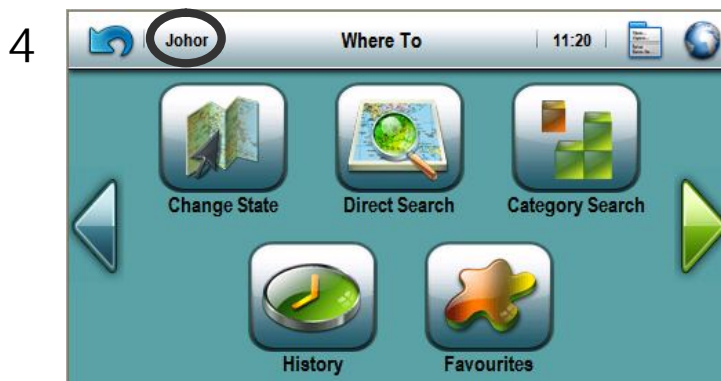 4
Johor Where To 11:20
Change State Direct Search Category Search
History Favourites